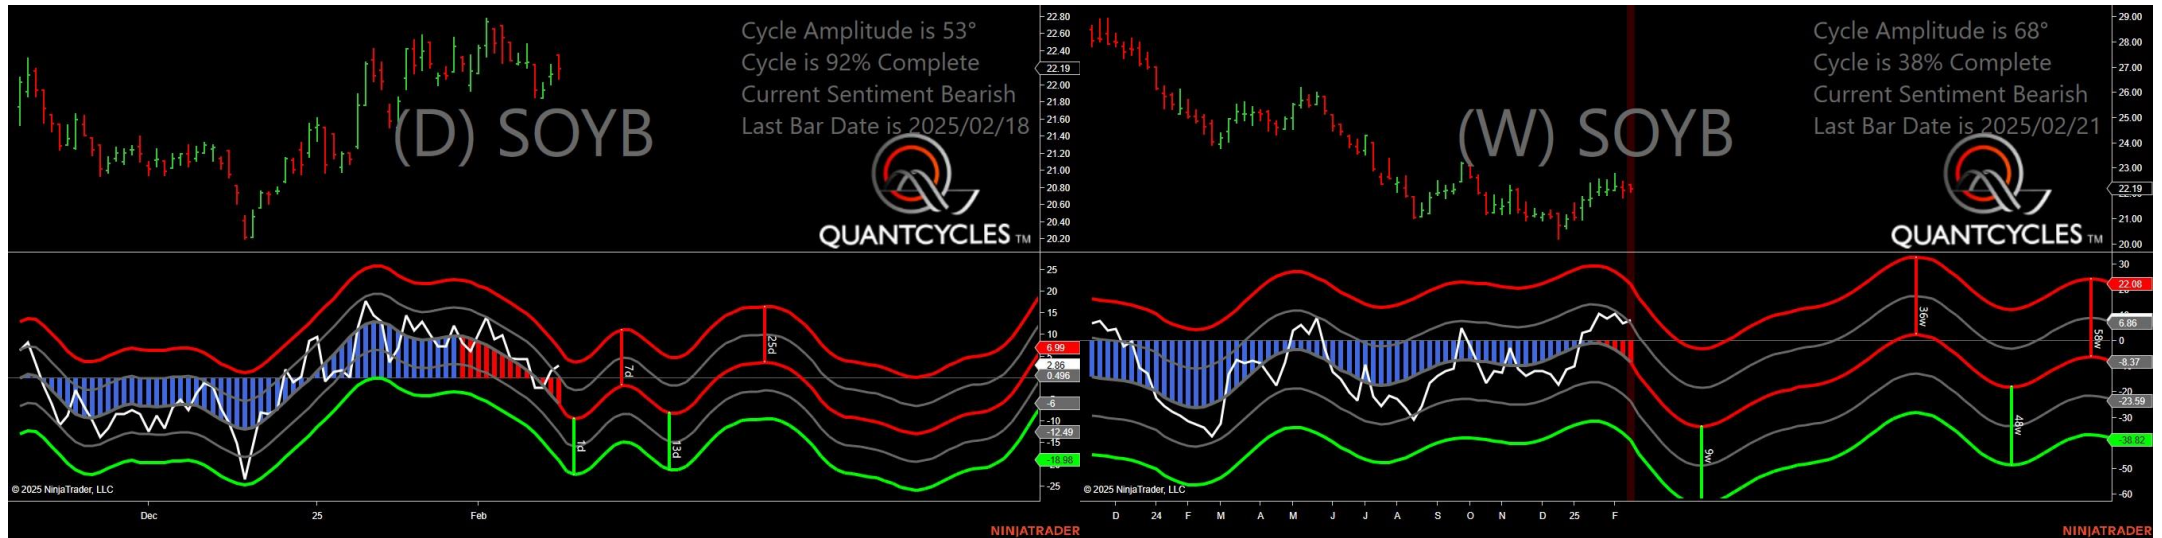 Cycle Amplitude is 53°
Cycle is 92% Complete
Current Sentiment Bearish
Last Bar Date is 2025/02/18
(D) SOYB
QUANTCYCLES TM
22.80
22.60
22.40
22.19
22.00
21.80
21.60
21.40
21.20
21.00
20.80
20.60
20.40
20.20
25
20
15
10
6.99
2.86
0.496
-6
-10
-12.49
-15
-18.98
-25
1d
7d
13d
25d
© 2025 NinjaTrader, LLC
Dec
25
Feb
NINJATRADER
Cycle Amplitude is 68°
Cycle is 38% Complete
Current Sentiment Bearish
Last Bar Date is 2025/02/21
(W) SOYB
QUANTCYCLES TM
29.00
28.00
27.00
26.00
25.00
24.00
23.00
22.19
21.00
20.00
30
22.08
6.86
0
-8.37
-20
-23.59
-30
-38.82
-50
-60
9w
36w
48w
58w
© 2025 NinjaTrader, LLC
D
24
F
M
A
M
J
J
A
S
O
N
D
25
F
NINJATRADER